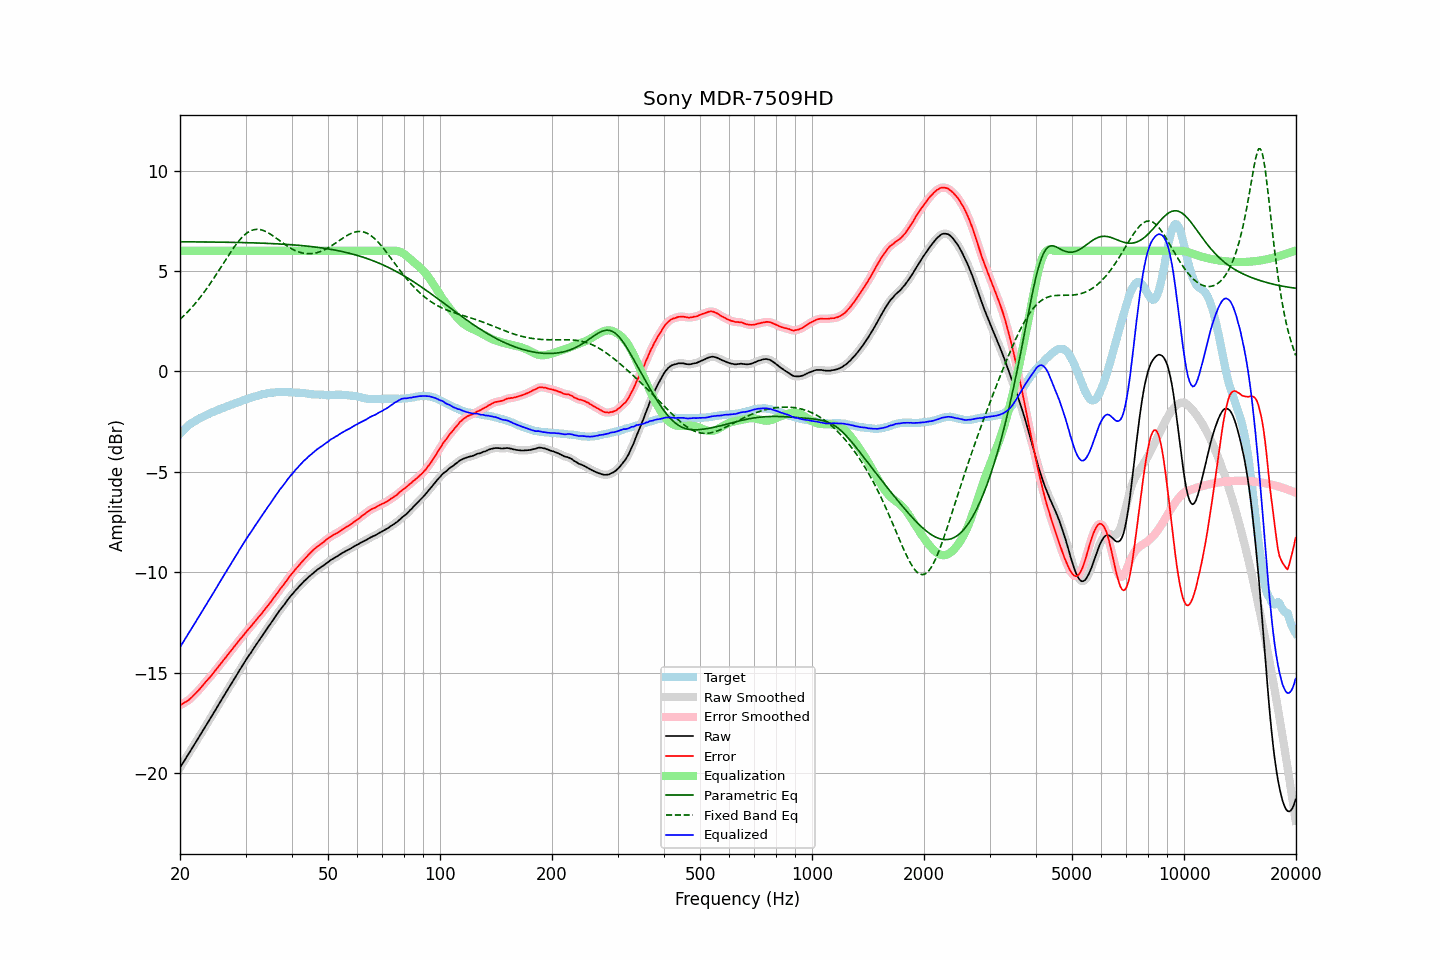 Sony MDR-7509HD
10
5
0
−5
−10
−15
−20
Amplitude (dBr)
20
50
100
200
500
1000
2000
5000
10000
20000
Frequency (Hz)
Target
Raw Smoothed
Error Smoothed
Raw
Error
Equalization
Parametric Eq
Fixed Band Eq
Equalized